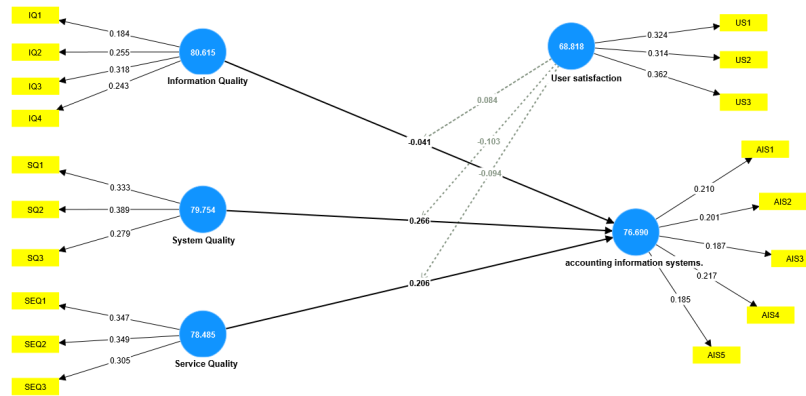 IQ1
0.184
IQ2
0.255
80.615
IQ3
0.318
Information Quality
0.243
IQ4
68.818
User satisfaction
0.324
US1
0.314
US2
0.362
US3
0.084
-0.103
-0.094
-0.041
SQ1
0.333
SQ2
0.389
79.754
SQ3
0.279
System Quality
0.266
AIS1
0.210
AIS2
0.201
76.690
0.187
AIS3
accounting information systems.
0.217
AIS4
0.185
AIS5
0.206
SEQ1
0.347
SEQ2
0.349
78.485
0.305
Service Quality
SEQ3